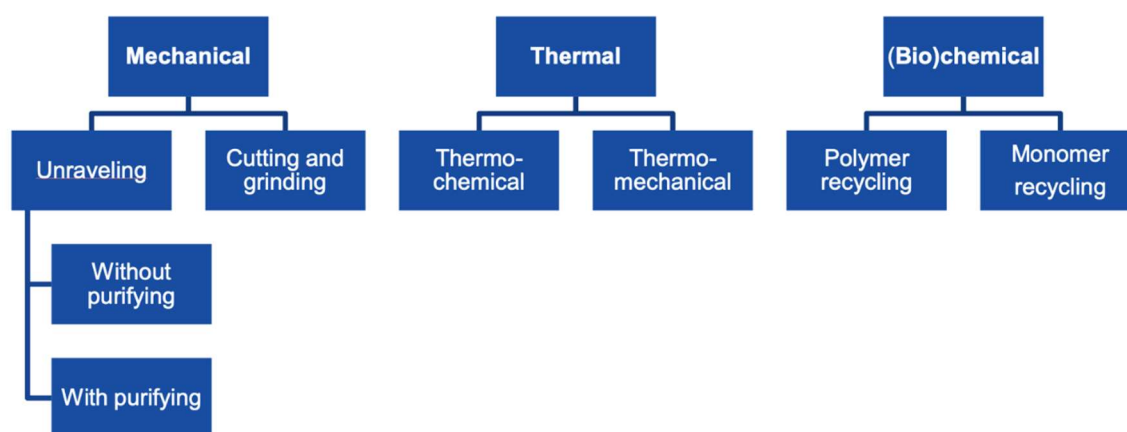 Mechanical
Thermal
(Bio)chemical
Unraveling
Cutting and
grinding
Thermo-
chemical
Thermo-
mechanical
Polymer
recycling
Monomer
recycling
Without
purifying
With purifying